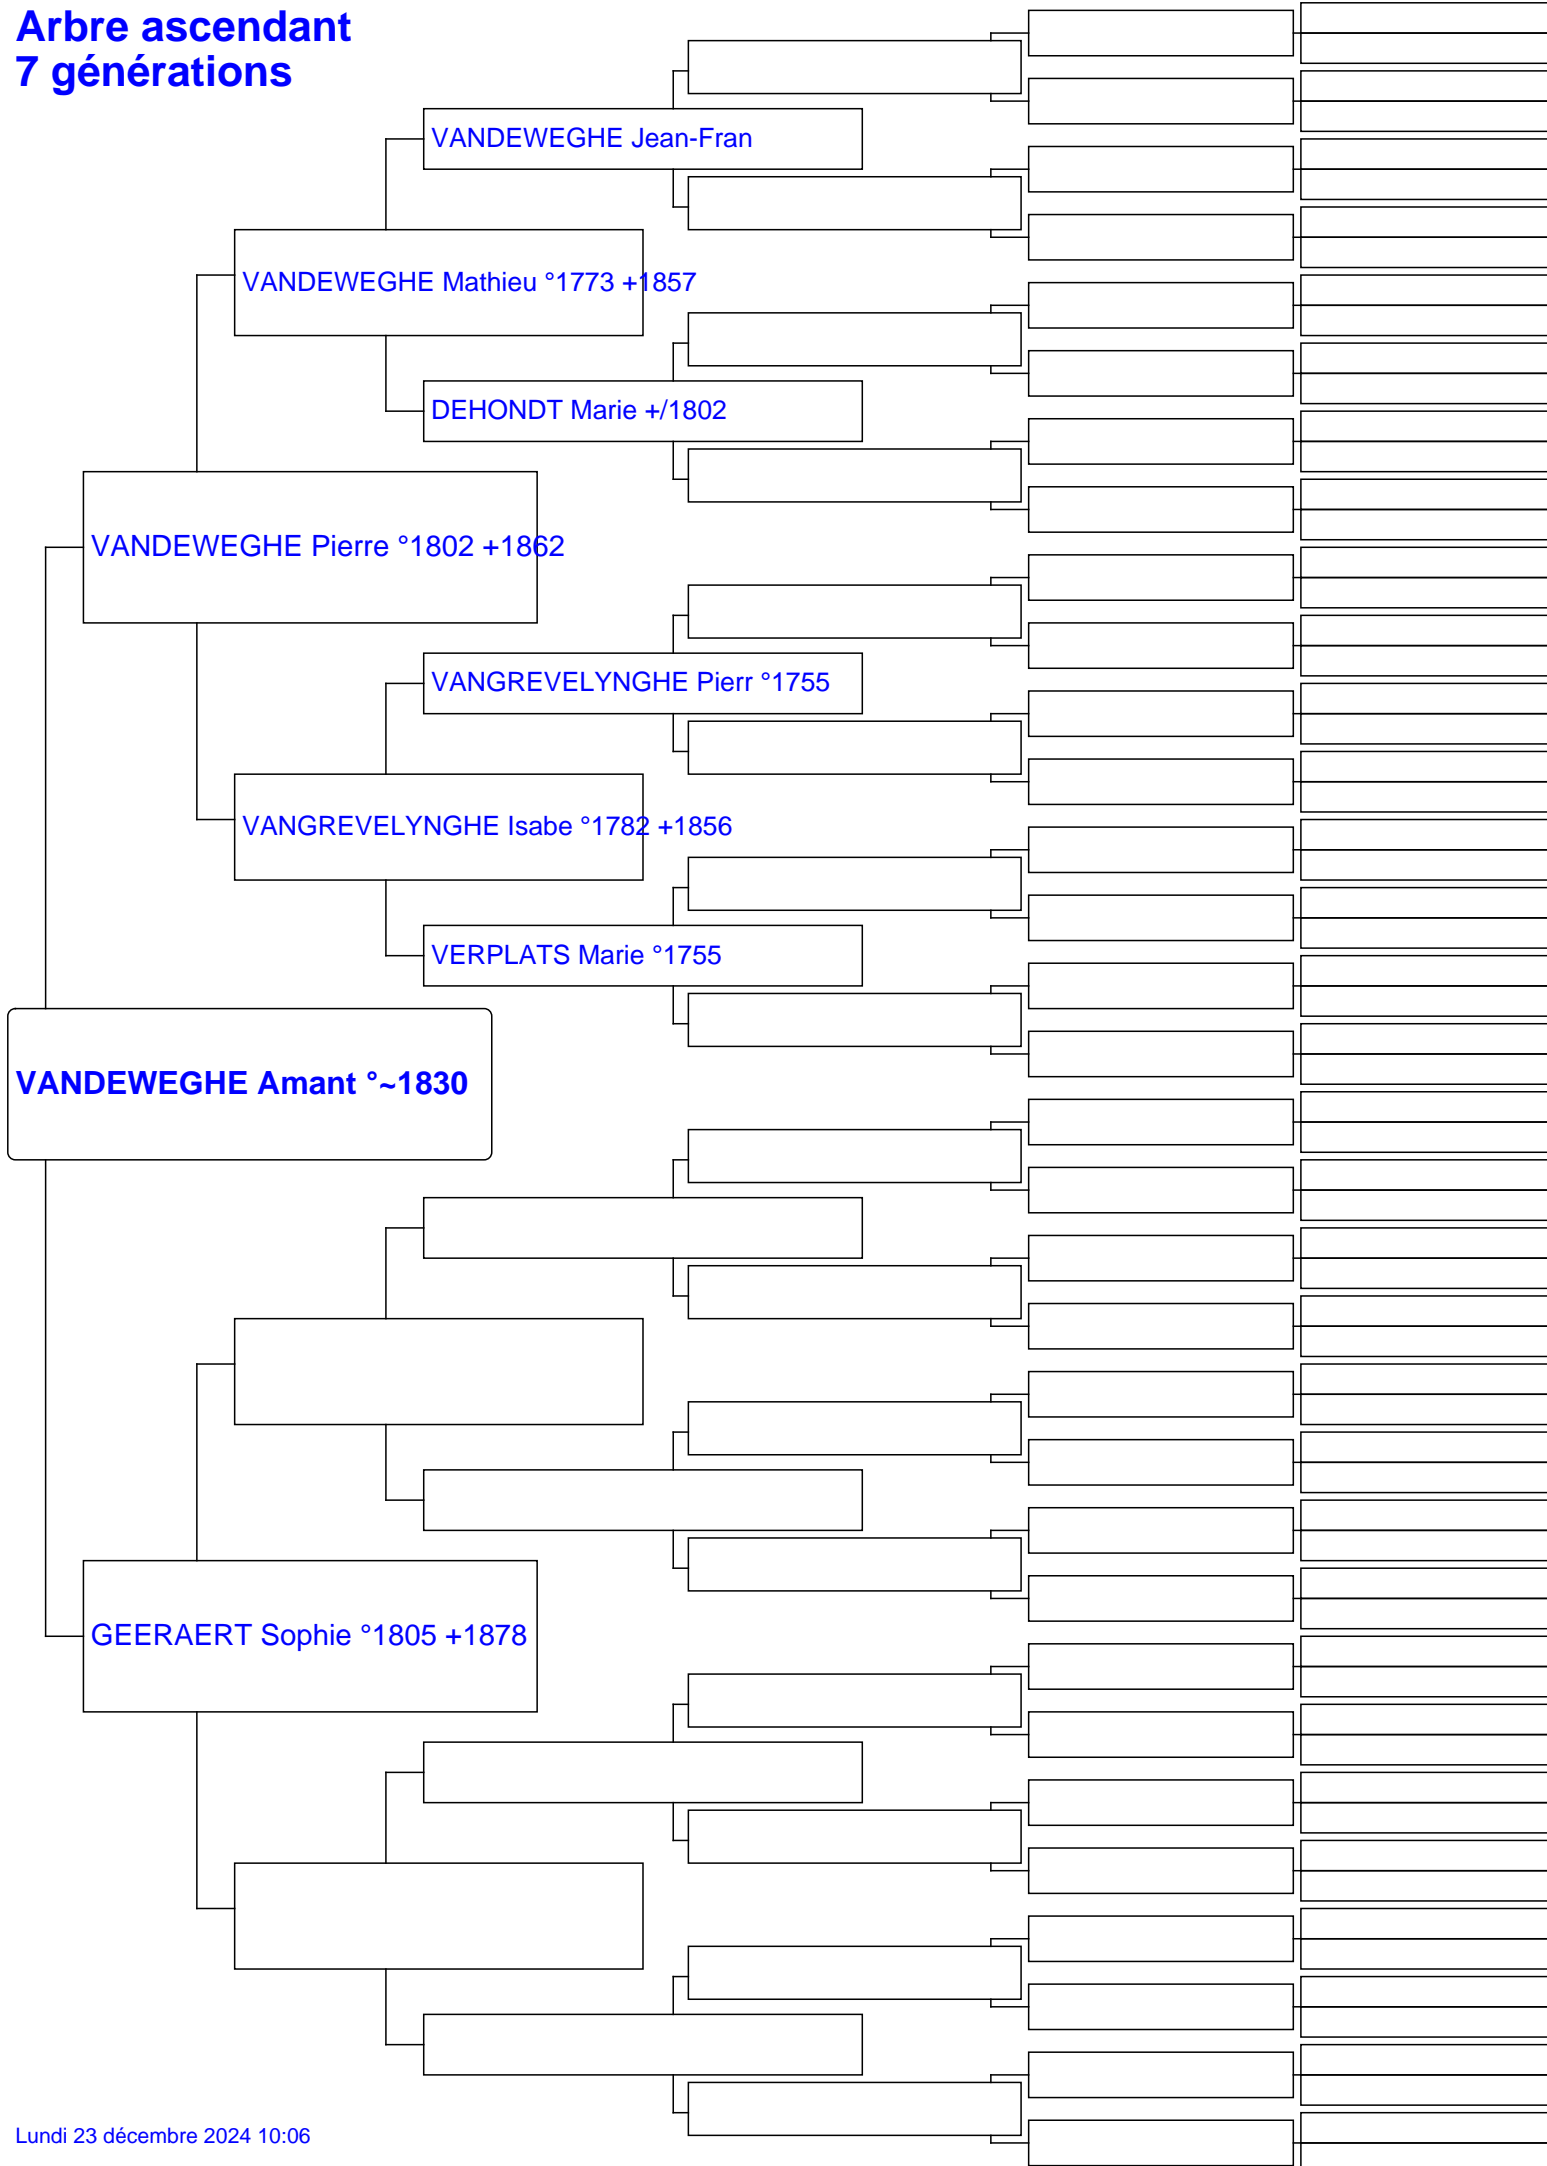 Arbre ascendant
7 générations
VANDEWEGHE Jean-Fran
VANDEWEGHE Mathieu °1773 +1857
DEHONDT Marie +/1802
VANDEWEGHE Pierre °1802 +1862
VANGREVELYNGHE Pierr °1755
VANGREVELYNGHE Isabe °1782 +1856
VERPLATS Marie °1755
VANDEWEGHE Amant °~1830
GEERAERT Sophie °1805 +1878
Lundi 23 décembre 2024 10:06